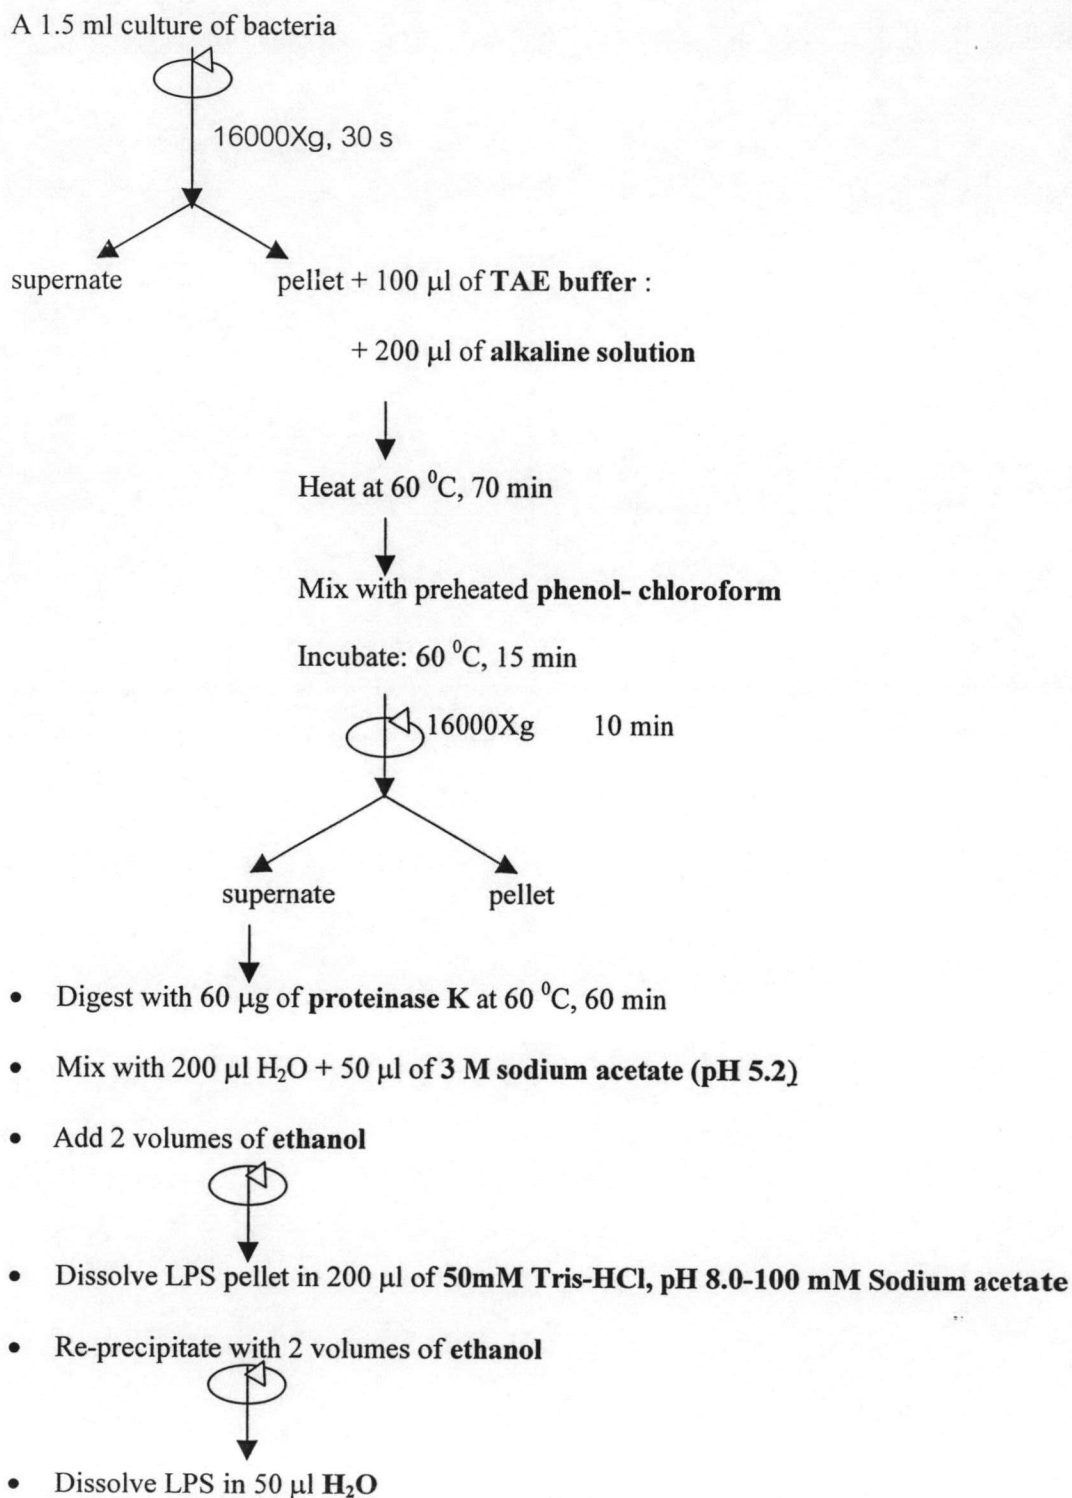 A 1.5 ml culture of bacteria
16000Xg, 30 s
supernate pellet + 100 µl of TAE buffer :
+ 200 µl of alkaline solution
Heat at 60 ⁰C, 70 min
Mix with preheated phenol- chloroform
Incubate: 60 ⁰C, 15 min
16000Xg 10 min
supernate pellet
• Digest with 60 µg of proteinase K at 60 ⁰C, 60 min
• Mix with 200 µl H₂O + 50 µl of 3 M sodium acetate (pH 5.2)
• Add 2 volumes of ethanol
• Dissolve LPS pellet in 200 µl of 50mM Tris-HCl, pH 8.0-100 mM Sodium acetate
• Re-precipitate with 2 volumes of ethanol
• Dissolve LPS in 50 µl H₂O